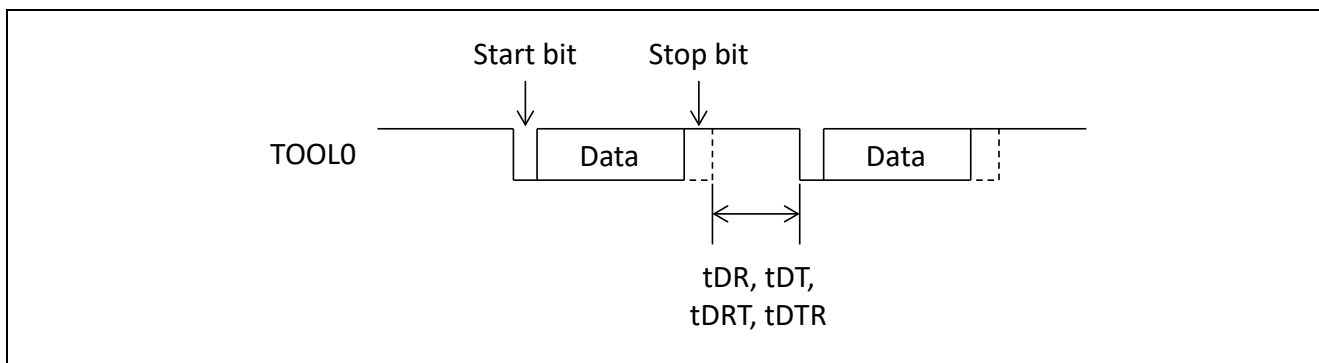 Start bit
Stop bit
TOOL0
Data
Data
tDR, tDT,
tDRT, tDTR